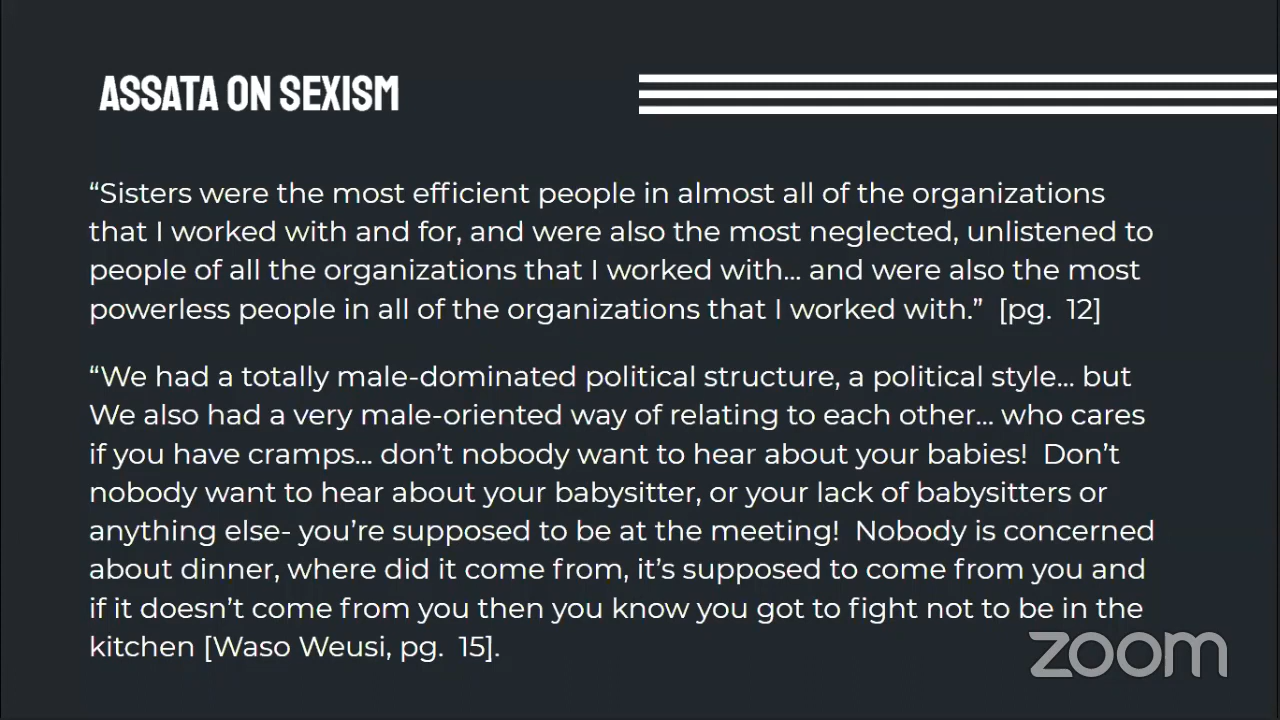 ASSATA ON SEXISM
“Sisters were the most efficient people in almost all of the organizations
that I worked with and for, and were also the most neglected, unlistened to
people of all the organizations that I worked with... and were also the most
powerless people in all of the organizations that I worked with.”  [pg.  12]
“We had a totally male-dominated political structure, a political style... but
We also had a very male-oriented way of relating to each other... who cares
if you have cramps... don’t nobody want to hear about your babies!  Don’t
nobody want to hear about your babysitter, or your lack of babysitters or
anything else- you’re supposed to be at the meeting!  Nobody is concerned
about dinner, where did it come from, it’s supposed to come from you and
if it doesn’t come from you then you know you got to fight not to be in the
kitchen [Waso Weusi, pg.  15].
zoom